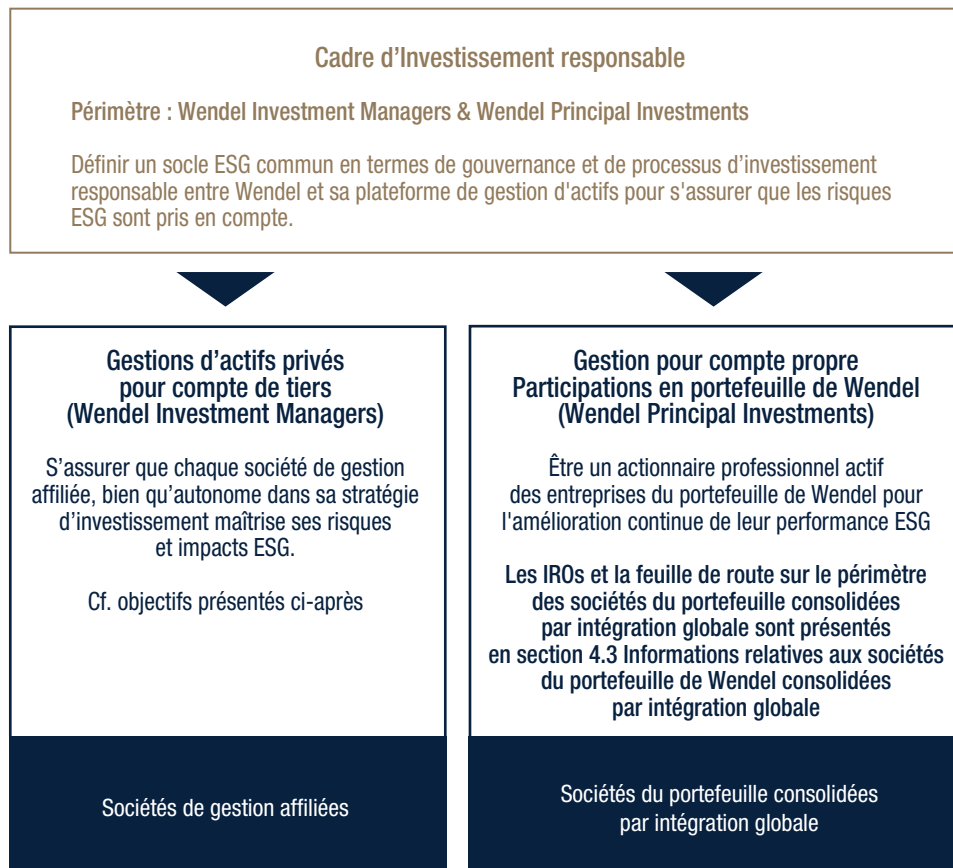 Cadre d’Investissement responsable
Périmètre : Wendel Investment Managers & Wendel Principal Investments
Définir un socle ESG commun en termes de gouvernance et de processus d’investissement
responsable entre Wendel et sa plateforme de gestion d'actifs pour s'assurer que les risques
ESG sont pris en compte.
Gestions d’actifs privés
pour compte de tiers
(Wendel Investment Managers)
S’assurer que chaque société de gestion
affiliée, bien qu’autonome dans sa stratégie
d’investissement maîtrise ses risques
et impacts ESG.
Cf. objectifs présentés ci-après
Sociétés de gestion affiliées
Gestion pour compte propre
Participations en portefeuille de Wendel
(Wendel Principal Investments)
Être un actionnaire professionnel actif
des entreprises du portefeuille de Wendel pour
l'amélioration continue de leur performance ESG
Les IROs et la feuille de route sur le périmètre
des sociétés du portefeuille consolidées
par intégration globale sont présentés
en section 4.3 Informations relatives aux sociétés
du portefeuille de Wendel consolidées
par intégration globale
Sociétés du portefeuille consolidées
par intégration globale